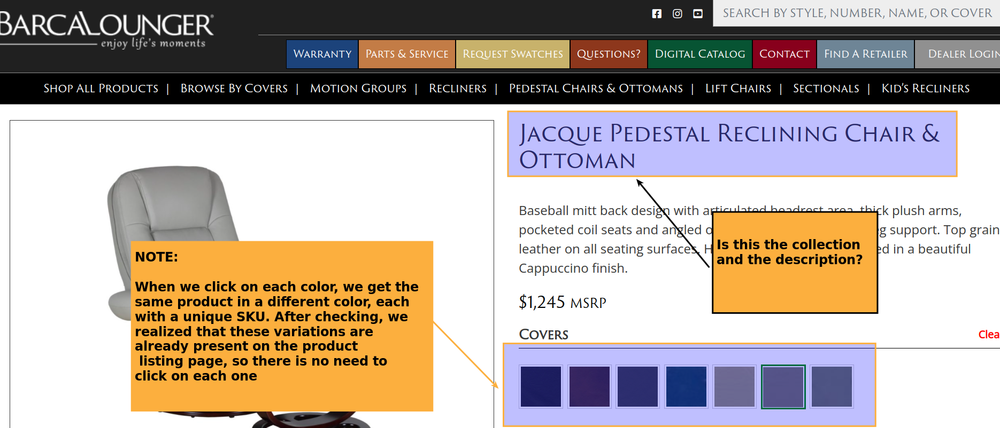 BARCALOUNGER®
enjoy life's moments
SEARCH BY STYLE, NUMBER, NAME, OR COVER
WARRANTY
PARTS & SERVICE
REQUEST SWATCHES
QUESTIONS?
DIGITAL CATALOG
CONTACT
FIND A RETAILER
DEALER LOGIN
SHOP ALL PRODUCTS | BROWSE BY COVERS | MOTION GROUPS | RECLINERS | PEDESTAL CHAIRS & OTTOMANS | LIFT CHAIRS | SECTIONALS | KID'S RECLINERS
JACQUE PEDESTAL RECLINING CHAIR &
OTTOMAN
Baseball mitt back design with articulated headrest area, thick plush arms,
pocketed coil seats and angled o g support. Top grain
leather on all seating surfaces. H ed in a beautiful
Cappuccino finish.
Is this the collection
and the description?
$1,245 MSRP
COVERS
Clea
NOTE:
When we click on each color, we get the
same product in a different color, each
with a unique SKU. After checking, we
realized that these variations are
already present on the product
listing page, so there is no need to
click on each one